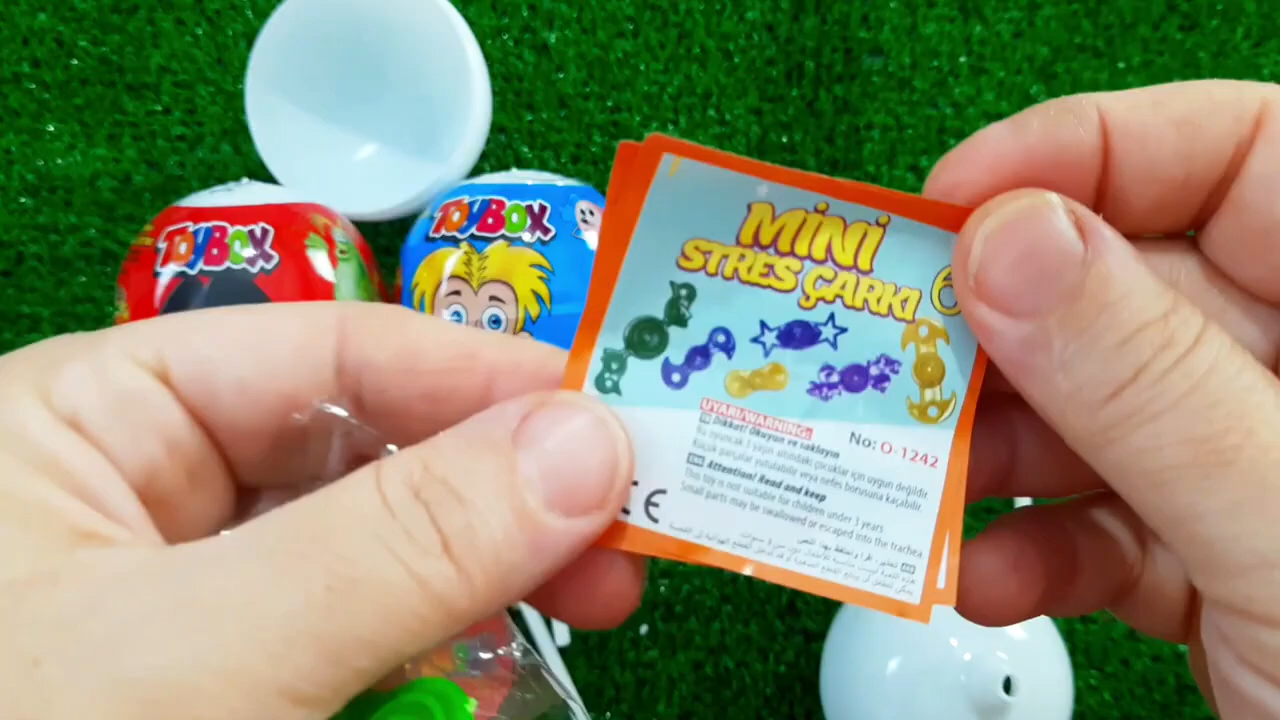 TOYBOX
TOYBOX
MİNİ
STRES ÇARKI
6
UYARI/WARNING:
Dikkat! Okuyun ve saklayın
Bu oyuncak 3 yaşın altındaki çocuklar için uygun değildir.
Küçük parçalar yutulabilir veya nefes borusuna kaçabilir.
No: O-1242
Attention! Read and keep
This toy is not suitable for children under 3 years
Small parts may be swallowed or escaped into the trachea.
CE